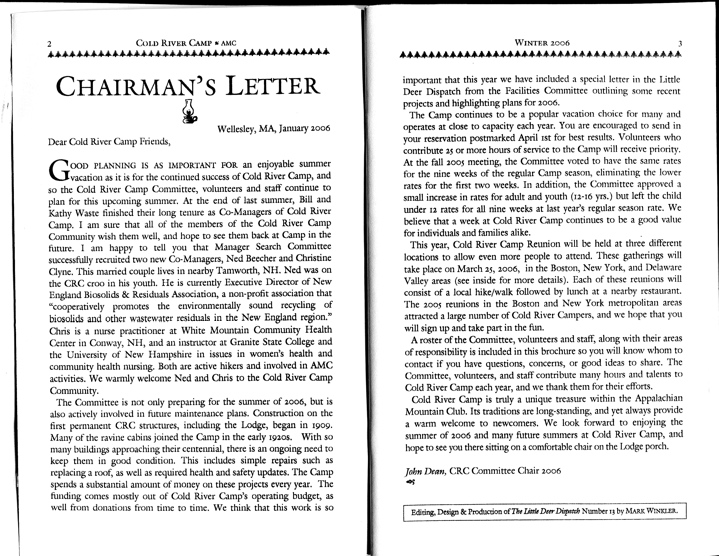 2
COLD RIVER CAMP ▪ AMC
CHAIRMAN'S LETTER
Wellesley, MA, January 2006
Dear Cold River Camp Friends,
GOOD PLANNING IS AS IMPORTANT FOR an enjoyable summer
vacation as it is for the continued success of Cold River Camp, and
so the Cold River Camp Committee, volunteers and staff continue to
plan for this upcoming summer. At the end of last summer, Bill and
Kathy Waste finished their long tenure as Co-Managers of Cold River
Camp. I am sure that all of the members of the Cold River Camp
Community wish them well, and hope to see them back at Camp in the
future. I am happy to tell you that Manager Search Committee
successfully recruited two new Co-Managers, Ned Beecher and Christine
Clyne. This married couple lives in nearby Tamworth, NH. Ned was on
the CRC croo in his youth. He is currently Executive Director of New
England Biosolids & Residuals Association, a non-profit association that
"cooperatively promotes the environmentally sound recycling of
biosolids and other wastewater residuals in the New England region."
Chris is a nurse practitioner at White Mountain Community Health
Center in Conway, NH, and an instructor at Granite State College and
the University of New Hampshire in issues in women's health and
community health nursing. Both are active hikers and involved in AMC
activities. We warmly welcome Ned and Chris to the Cold River Camp
Community.
The Committee is not only preparing for the summer of 2006, but is
also actively involved in future maintenance plans. Construction on the
first permanent CRC structures, including the Lodge, began in 1909.
Many of the ravine cabins joined the Camp in the early 1920s. With so
many buildings approaching their centennial, there is an ongoing need to
keep them in good condition. This includes simple repairs such as
replacing a roof, as well as required health and safety updates. The Camp
spends a substantial amount of money on these projects every year. The
funding comes mostly out of Cold River Camp's operating budget, as
well from donations from time to time. We think that this work is so
WINTER 2006
3
important that this year we have included a special letter in the Little
Deer Dispatch from the Facilities Committee outlining some recent
projects and highlighting plans for 2006.
The Camp continues to be a popular vacation choice for many and
operates at close to capacity each year. You are encouraged to send in
your reservation postmarked April 1st for best results. Volunteers who
contribute 25 or more hours of service to the Camp will receive priority.
At the fall 2005 meeting, the Committee voted to have the same rates
for the nine weeks of the regular Camp season, eliminating the lower
rates for the first two weeks. In addition, the Committee approved a
small increase in rates for adult and youth (12-16 yrs.) but left the child
under 12 rates for all nine weeks at last year's regular season rate. We
believe that a week at Cold River Camp continues to be a good value
for individuals and families alike.
This year, Cold River Camp Reunion will be held at three different
locations to allow even more people to attend. These gatherings will
take place on March 25, 2006, in the Boston, New York, and Delaware
Valley areas (see inside for more details). Each of these reunions will
consist of a local hike/walk followed by lunch at a nearby restaurant.
The 2005 reunions in the Boston and New York metropolitan areas
attracted a large number of Cold River Campers, and we hope that you
will sign up and take part in the fun.
A roster of the Committee, volunteers and staff, along with their areas
of responsibility is included in this brochure so you will know whom to
contact if you have questions, concerns, or good ideas to share. The
Committee, volunteers, and staff contribute many hours and talents to
Cold River Camp each year, and we thank them for their efforts.
Cold River Camp is truly a unique treasure within the Appalachian
Mountain Club. Its traditions are long-standing, and yet always provide
a warm welcome to newcomers. We look forward to enjoying the
summer of 2006 and many future summers at Cold River Camp, and
hope to see you there sitting on a comfortable chair on the Lodge porch.
John Dean, CRC Committee Chair 2006
Editing, Design & Production of The Little Deer Dispatch Number 13 by MARK WINKLER.